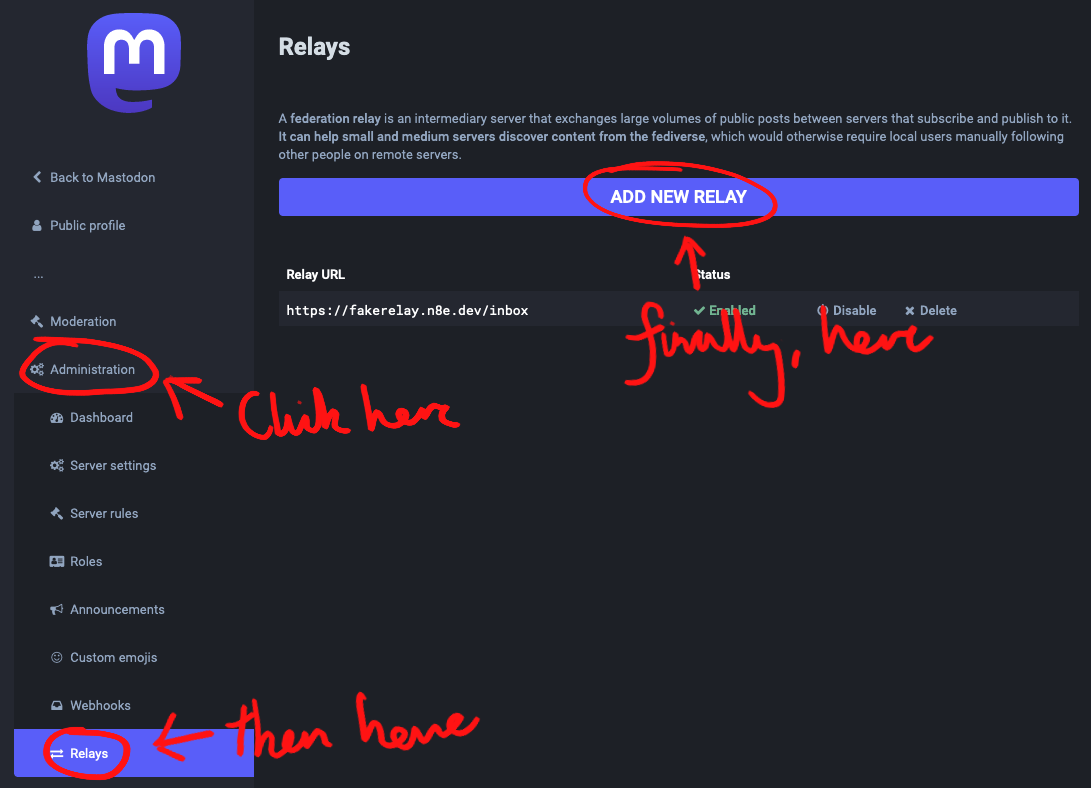 m
Back to Mastodon
Public profile
...
Moderation
Administration
Dashboard
Server settings
Server rules
Roles
Announcements
Custom emojis
Webhooks
Relays
Relays
A federation relay is an intermediary server that exchanges large volumes of public posts between servers that subscribe and publish to it.
It can help small and medium servers discover content from the fediverse, which would otherwise require local users manually following
other people on remote servers.
ADD NEW RELAY
Relay URL Status
https://fakerelay.n8e.dev/inbox Enabled Disable Delete
Click here
then here
finally, here